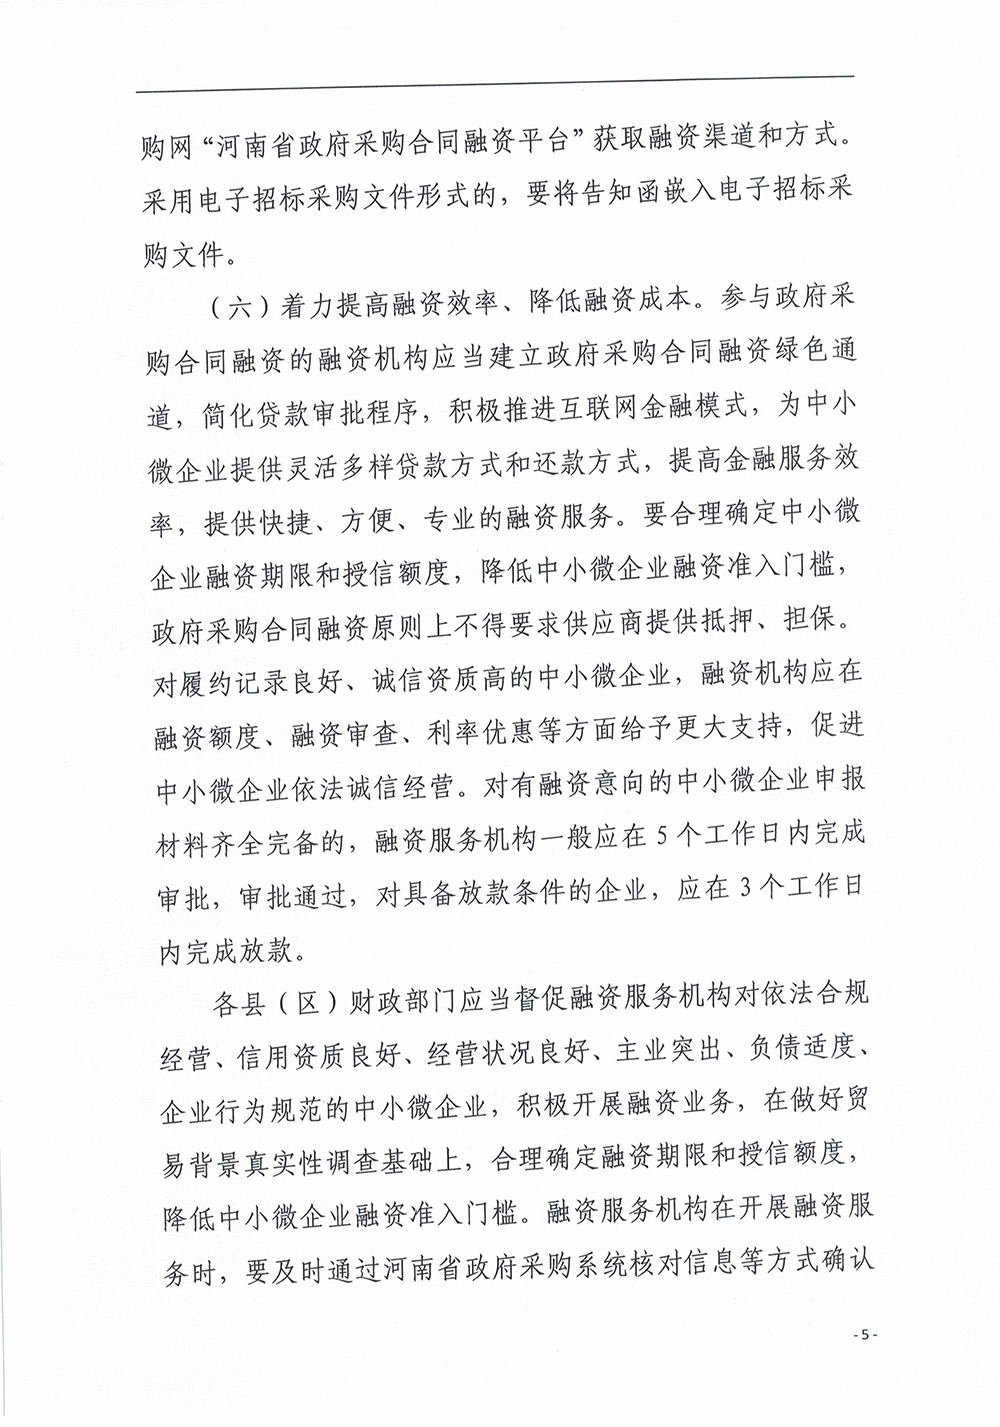 购网“河南省政府采购合同融资平台”获取融资渠道和方式。
采用电子招标采购文件形式的，要将告知函嵌入电子招标采
购文件。
（六）着力提高融资效率、降低融资成本。参与政府采
购合同融资的融资机构应当建立政府采购合同融资绿色通
道，简化贷款审批程序，积极推进互联网金融模式，为中小
微企业提供灵活多样贷款方式和还款方式，提高金融服务效
率，提供快捷、方便、专业的融资服务。要合理确定中小微
企业融资期限和授信额度，降低中小微企业融资准入门槛，
政府采购合同融资原则上不得要求供应商提供抵押、担保。
对履约记录良好、诚信资质高的中小微企业，融资机构应在
融资额度、融资审查、利率优惠等方面给予更大支持，促进
中小微企业依法诚信经营。对有融资意向的中小微企业申报
材料齐全完备的，融资服务机构一般应在 5 个工作日内完成
审批，审批通过，对具备放款条件的企业，应在 3 个工作日
内完成放款。
各县（区）财政部门应当督促融资服务机构对依法合规
经营、信用资质良好、经营状况良好、主业突出、负债适度、
企业行为规范的中小微企业，积极开展融资业务，在做好贸
易背景真实性调查基础上，合理确定融资期限和授信额度，
降低中小微企业融资准入门槛。融资服务机构在开展融资服
务时，要及时通过河南省政府采购系统核对信息等方式确认
- 5 -